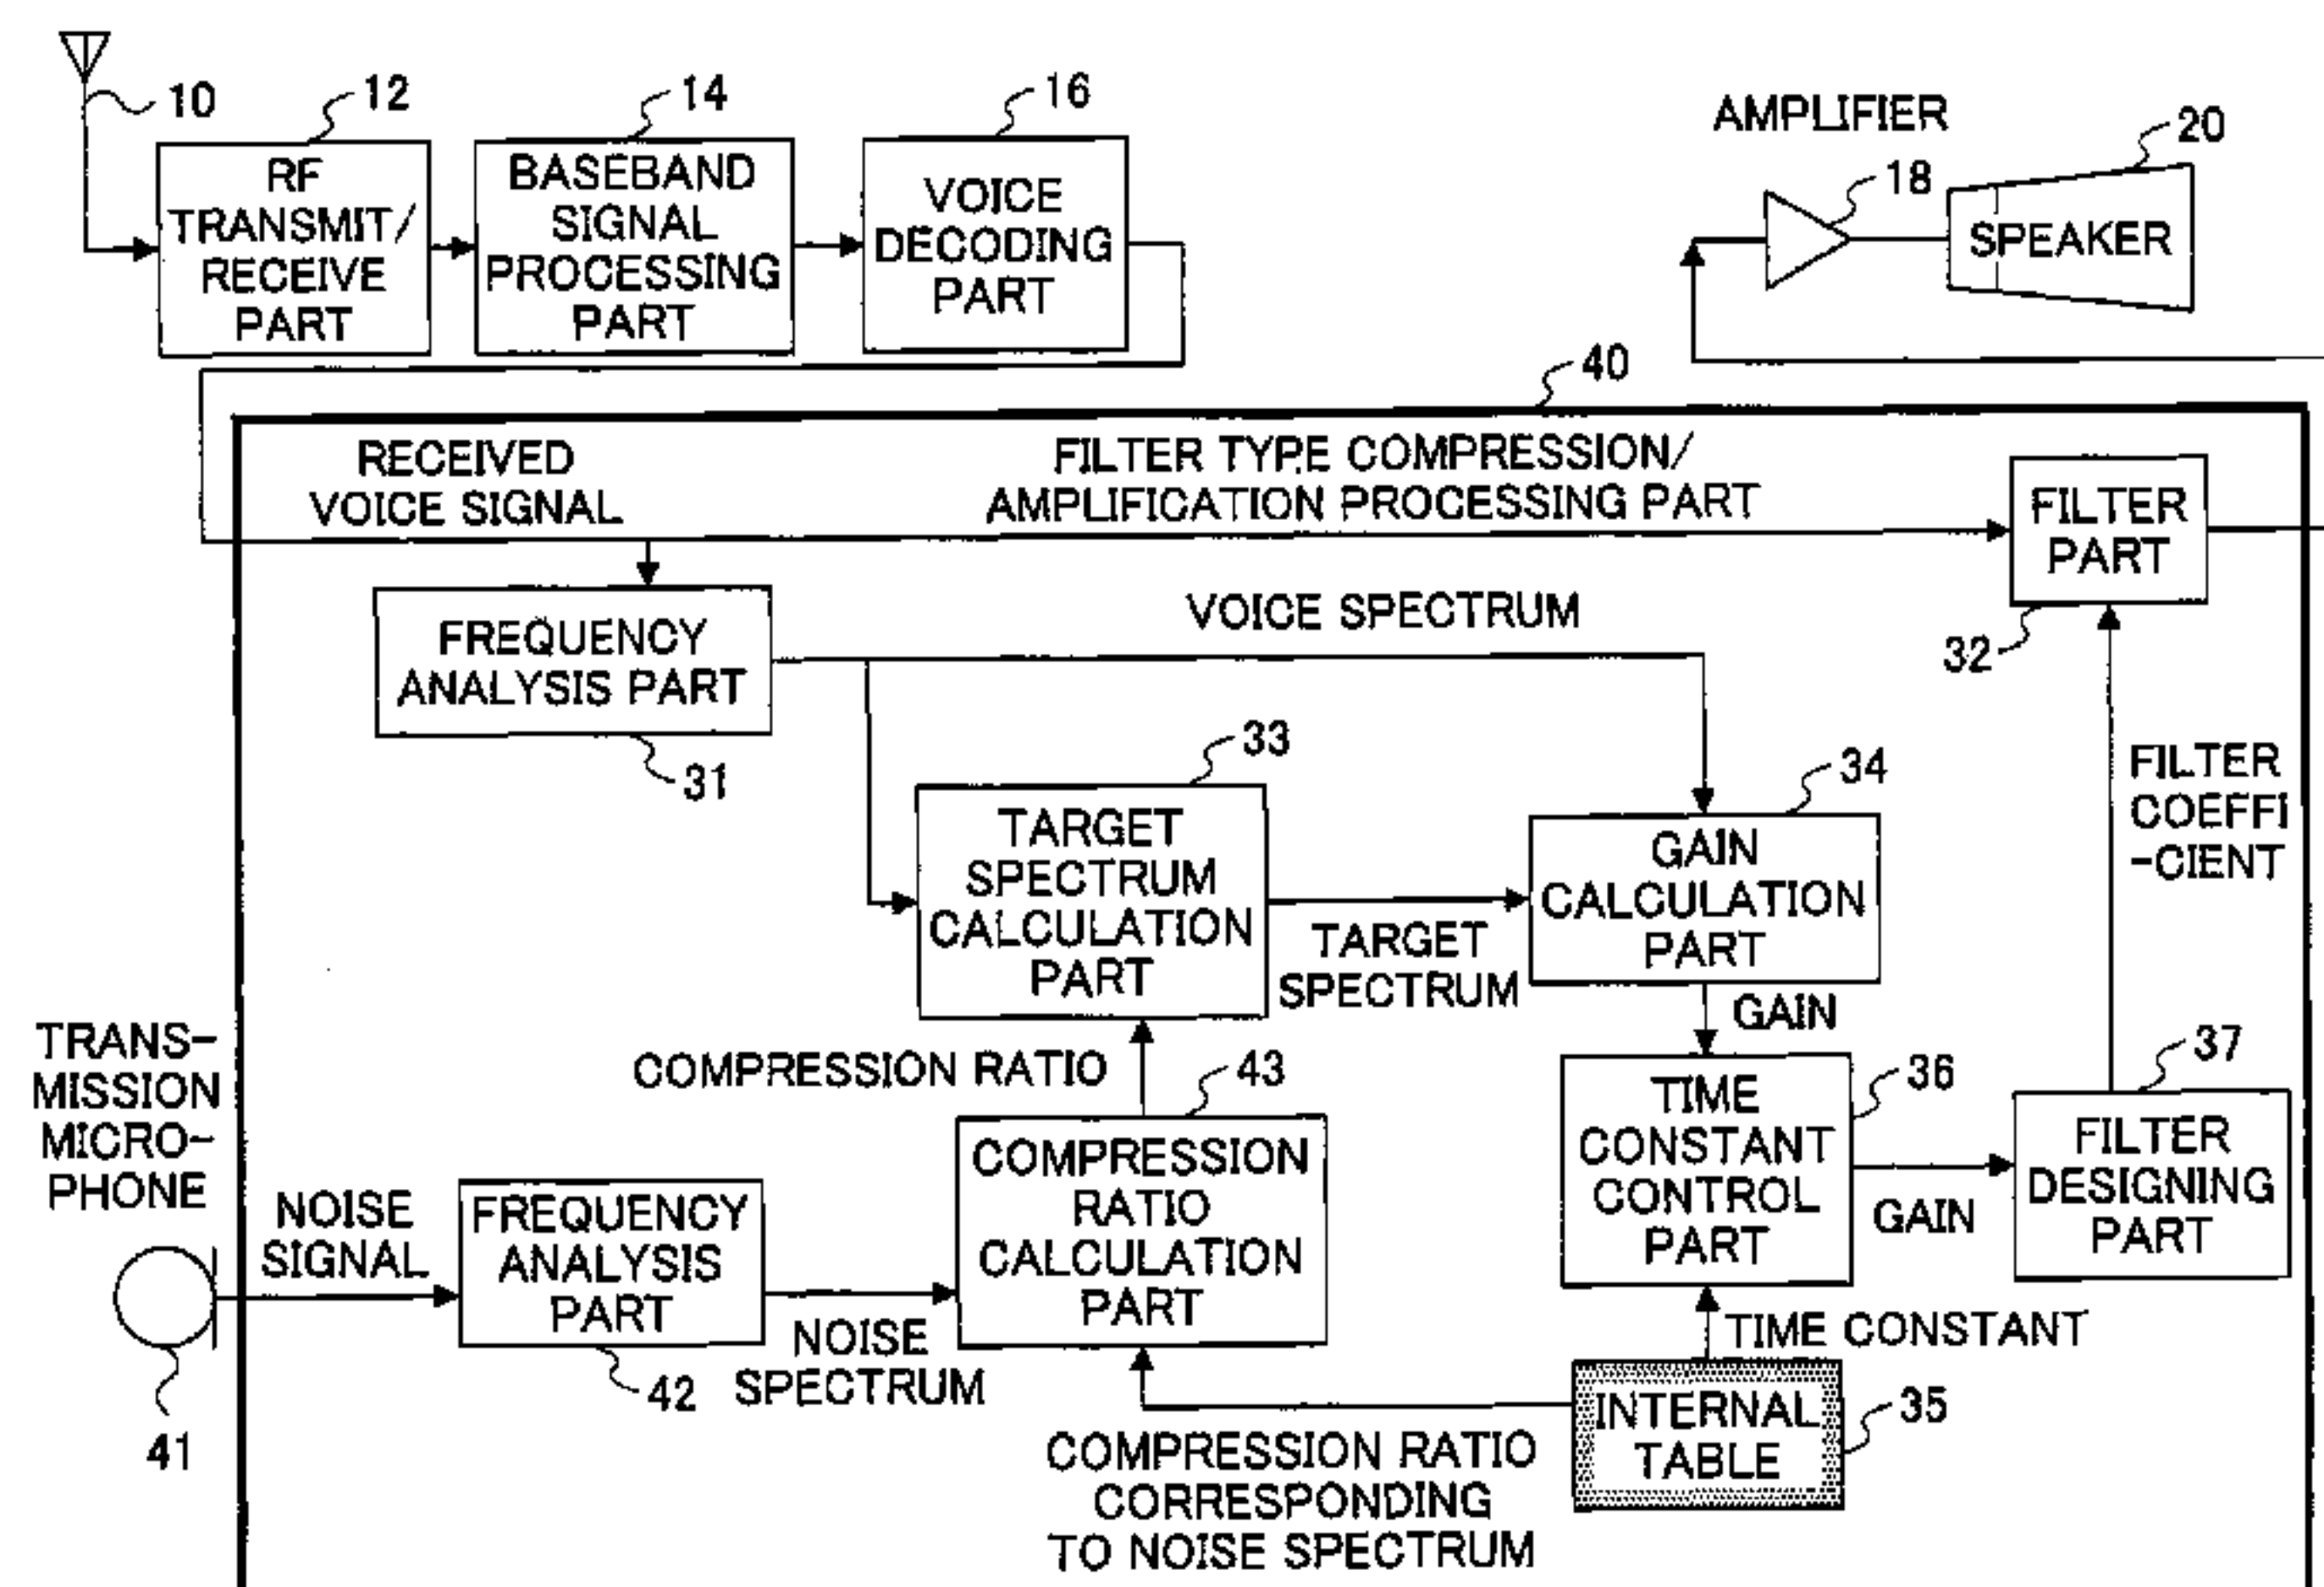 10
12
RF
TRANSMIT/
RECEIVE
PART
14
BASEBAND
SIGNAL
PROCESSING
PART
16
VOICE
DECODING
PART
AMPLIFIER
18
20
SPEAKER
40
RECEIVED
VOICE SIGNAL
FILTER TYPE COMPRESSION/
AMPLIFICATION PROCESSING PART
FILTER
PART
32
FREQUENCY
ANALYSIS PART
31
VOICE SPECTRUM
33
TARGET
SPECTRUM
CALCULATION
PART
TARGET
SPECTRUM
34
GAIN
CALCULATION
PART
GAIN
FILTER
COEFFI
-CIENT
TRANS-
MISSION
MICRO-
PHONE
41
NOISE
SIGNAL
FREQUENCY
ANALYSIS
PART
42
NOISE
SPECTRUM
COMPRESSION RATIO
43
COMPRESSION
RATIO
CALCULATION
PART
36
TIME
CONSTANT
CONTROL
PART
GAIN
37
FILTER
DESIGNING
PART
TIME CONSTANT
INTERNAL
TABLE
35
COMPRESSION RATIO
CORRESPONDING
TO NOISE SPECTRUM